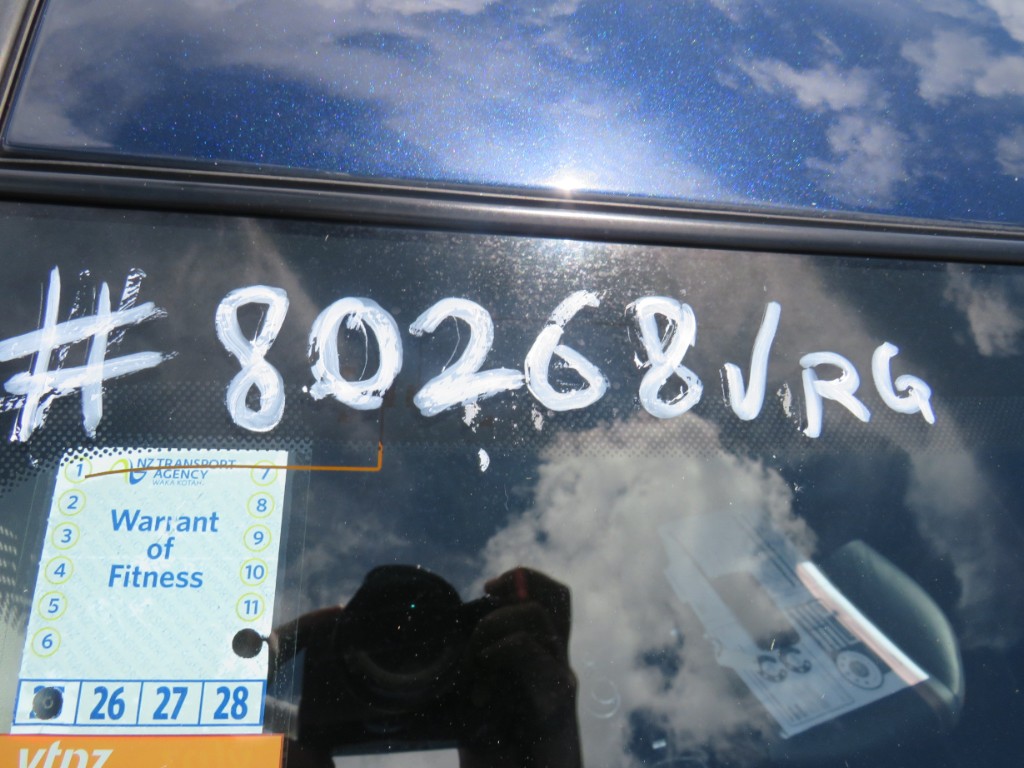 #80268VRG
NZ TRANSPORT
AGENCY
WAKA KOTAHI
Warrant
of
Fitness
1 7
2 8
3 9
4 10
5 11
6
26 27 28
vtnz